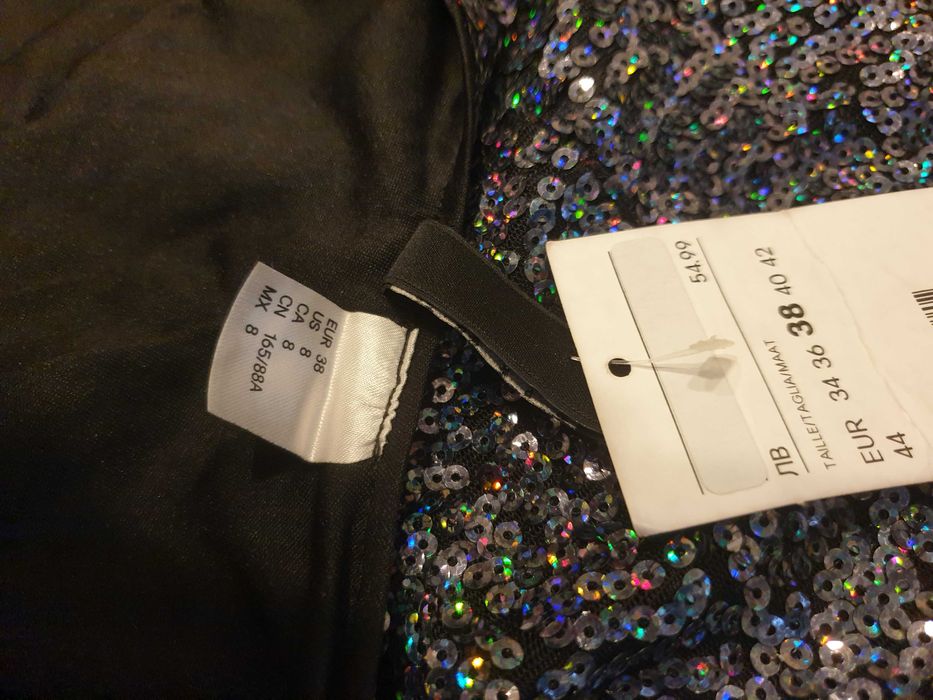 EUR 38
US 8
CA 8
CN 165/88A
MX 8
54.99
ЛВ
TAILLE/TAGLIA/MAAT
EUR 34 36 38 40 42
44